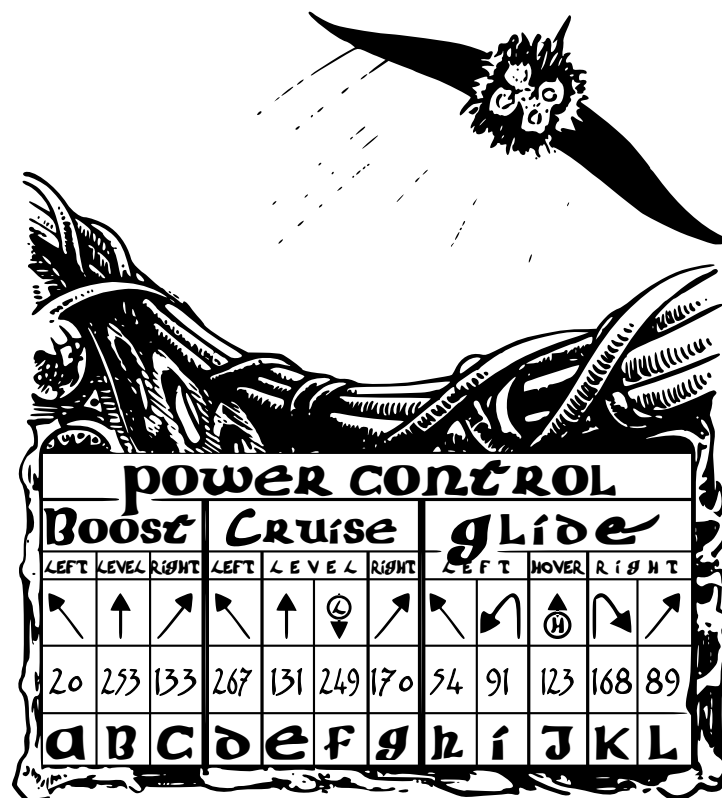 POWER CONTROL
BOOST CRUISE GLIDE
LEFT LEVEL RIGHT LEFT LEVEL RIGHT LEFT HOVER RIGHT
L H
20 253 133 267 131 249 170 54 91 123 168 89
A B C D E F G H I J K L